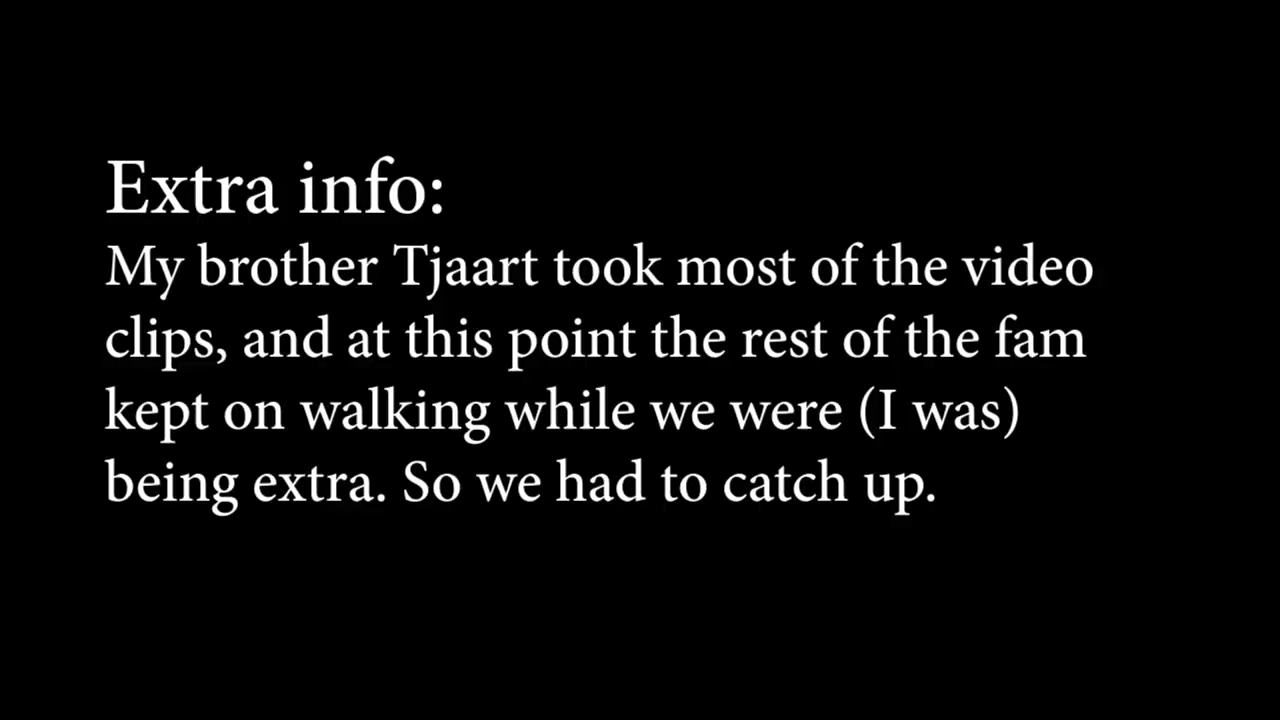 Extra info:
My brother Tjaart took most of the video
clips, and at this point the rest of the fam
kept on walking while we were (I was)
being extra. So we had to catch up.